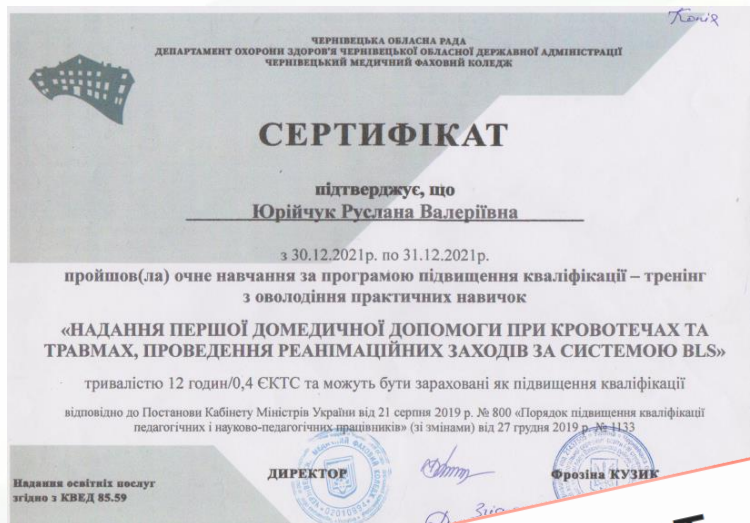 Копія
ЧЕРНІВЕЦЬКА ОБЛАСНА РАДА
ДЕПАРТАМЕНТ ОХОРОНИ ЗДОРОВ'Я ЧЕРНІВЕЦЬКОЇ ОБЛАСНОЇ ДЕРЖАВНОЇ АДМІНІСТРАЦІЇ
ЧЕРНІВЕЦЬКИЙ МЕДИЧНИЙ ФАХОВИЙ КОЛЕДЖ
СЕРТИФІКАТ
підтверджує, що
Юрійчук Руслана Валеріївна
з 30.12.2021р. по 31.12.2021р.
пройшов(ла) очне навчання за програмою підвищення кваліфікації – тренінг
з оволодіння практичних навичок
«НАДАННЯ ПЕРШОЇ ДОМЕДИЧНОЇ ДОПОМОГИ ПРИ КРОВОТЕЧАХ ТА
ТРАВМАХ, ПРОВЕДЕННЯ РЕАНІМАЦІЙНИХ ЗАХОДІВ ЗА СИСТЕМОЮ BLS»
тривалістю 12 годин/0,4 ЄКТС та можуть бути зараховані як підвищення кваліфікації
відповідно до Постанови Кабінету Міністрів України від 21 серпня 2019 р. № 800 «Порядок підвищення кваліфікації
педагогічних і науково-педагогічних працівників» (зі змінами) від 27 грудня 2019 р. № 1133
ДИРЕКТОР
Фрозіна КУЗИК
Надання освітніх послуг
згідно з КВЕД 85.59